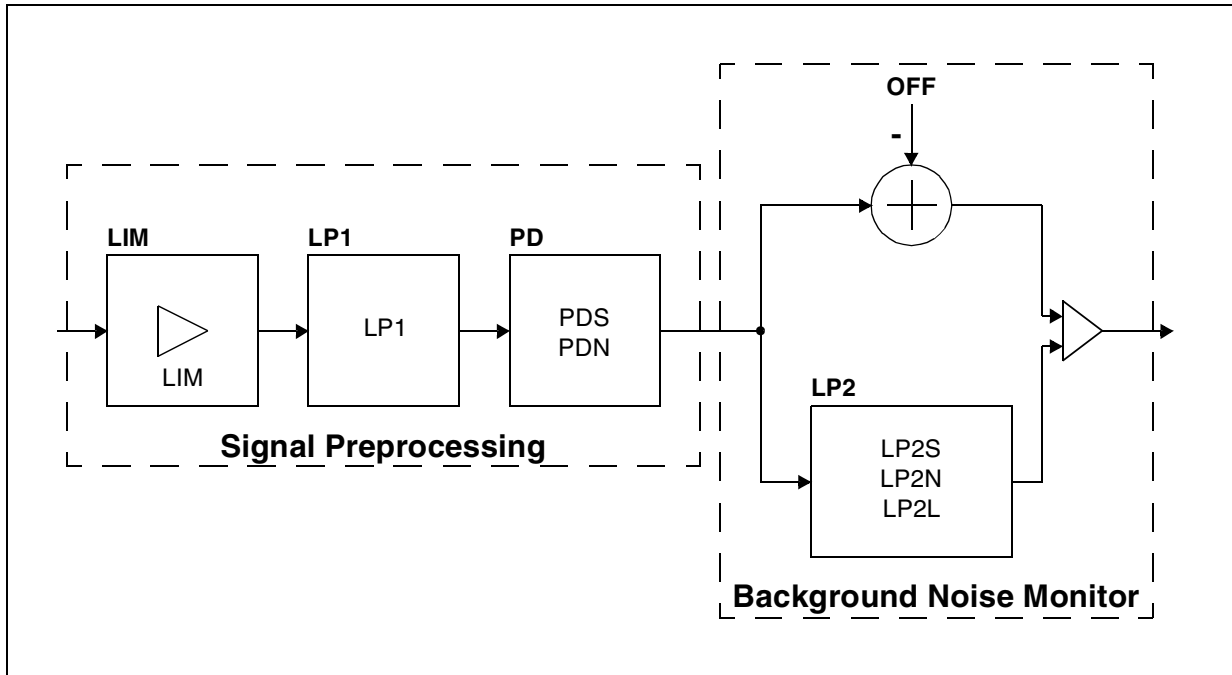 OFF
-
LIM
LIM
LP1
LP1
PD
PDS
PDN
Signal Preprocessing
LP2
LP2S
LP2N
LP2L
Background Noise Monitor